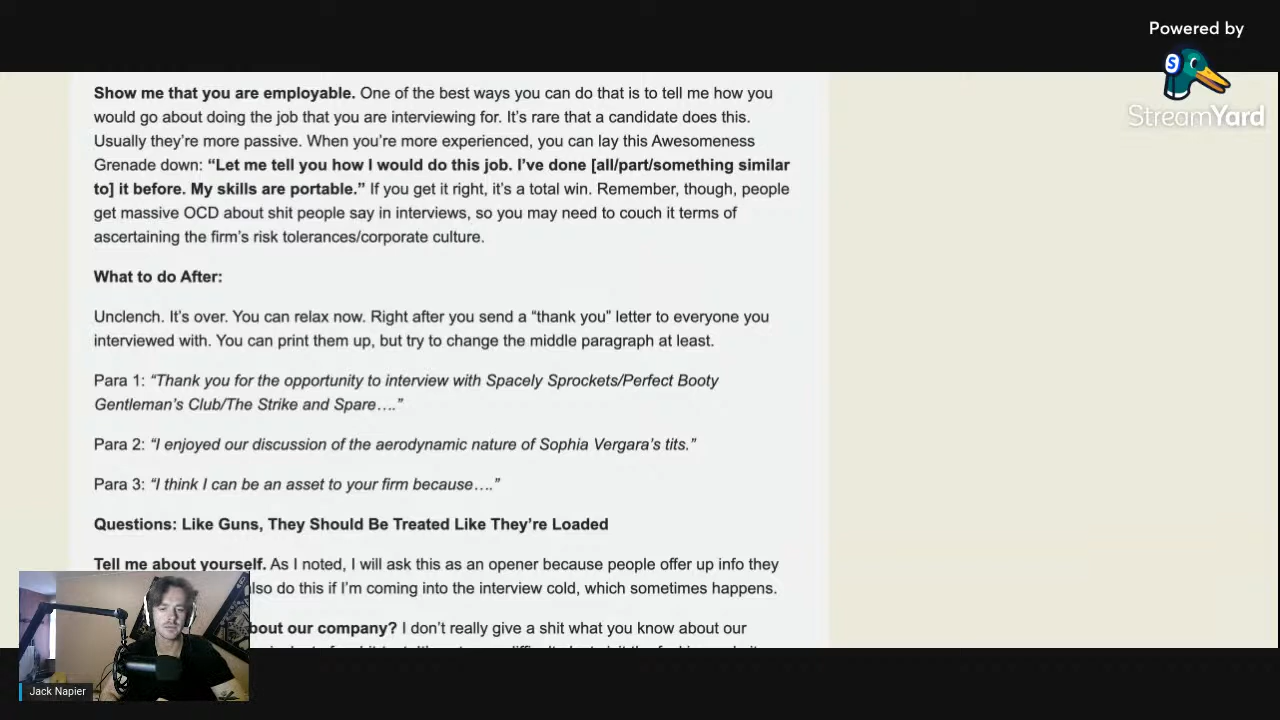 Powered by
S
StreamYard
Show me that you are employable. One of the best ways you can do that is to tell me how you
would go about doing the job that you are interviewing for. It's rare that a candidate does this.
Usually they're more passive. When you're more experienced, you can lay this Awesomeness
Grenade down: “Let me tell you how I would do this job. I've done [all/part/something similar
to] it before. My skills are portable.” If you get it right, it's a total win. Remember, though, people
get massive OCD about shit people say in interviews, so you may need to couch it terms of
ascertaining the firm's risk tolerances/corporate culture.
What to do After:
Unclench. It's over. You can relax now. Right after you send a “thank you” letter to everyone you
interviewed with. You can print them up, but try to change the middle paragraph at least.
Para 1: “Thank you for the opportunity to interview with Spacely Sprockets/Perfect Booty
Gentleman's Club/The Strike and Spare….”
Para 2: “I enjoyed our discussion of the aerodynamic nature of Sophia Vergara's tits.”
Para 3: “I think I can be an asset to your firm because….”
Questions: Like Guns, They Should Be Treated Like They're Loaded
Tell me about yourself. As I noted, I will ask this as an opener because people offer up info they
also do this if I'm coming into the interview cold, which sometimes happens.
about our company? I don't really give a shit what you know about our
Jack Napier